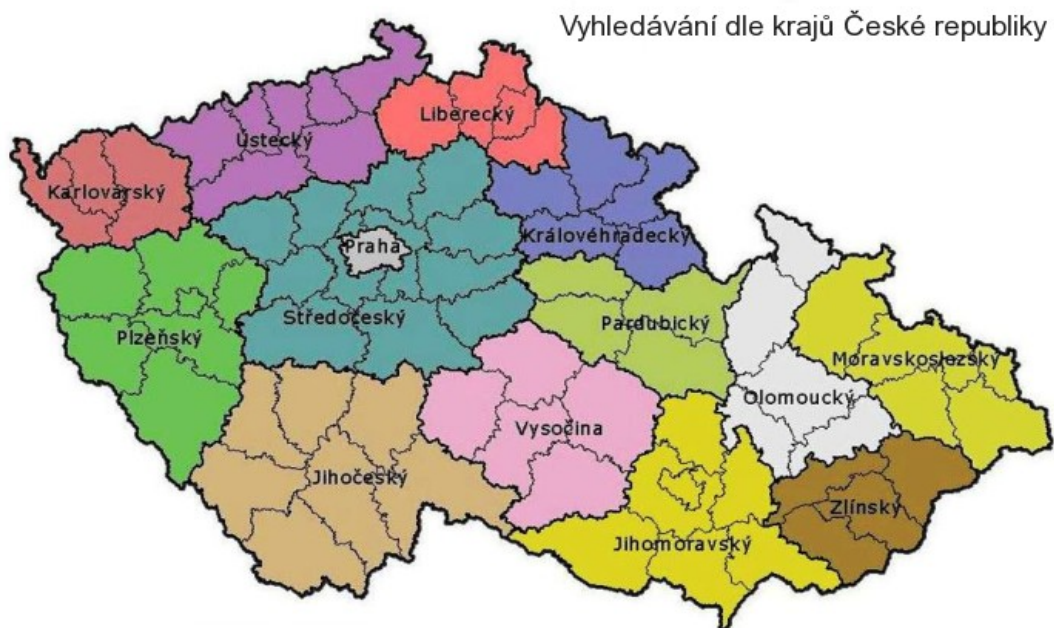 Vyhledávání dle krajů České republiky
Liberecký
Ústecký
Karlovarský
Královéhradecký
Praha
Středočeský
Pardubický
Plzeňský
Moravskoslezský
Olomoucký
Vysočina
Jihočeský
Zlínský
Jihomoravský